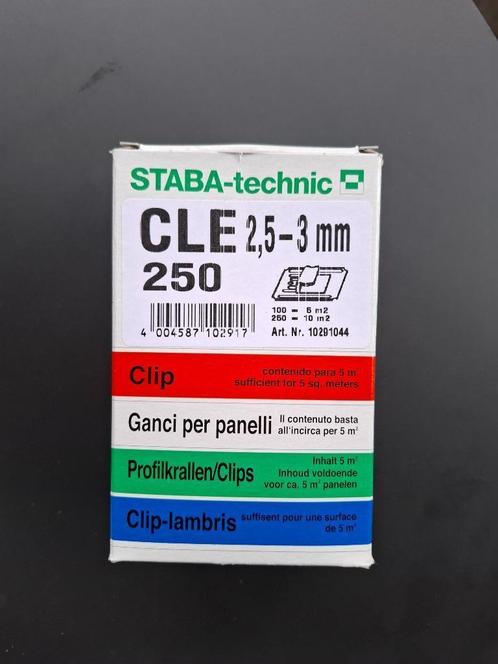 STABA-technic
CLE 2,5-3 mm
250
100 = 6 m2
250 = 10 m2
4 004587 102917
Art. Nr. 10291044
Clip
contenido para 5 m²
sufficient for 5 sq. meters
Ganci per panelli
Il contenuto basta
all'incirca per 5 m²
Profilkrallen/Clips
Inhalt 5 m²
Inhoud voldoende
voor ca. 5 m² panelen
Clip-lambris
suffisent pour une surface
de 5 m²